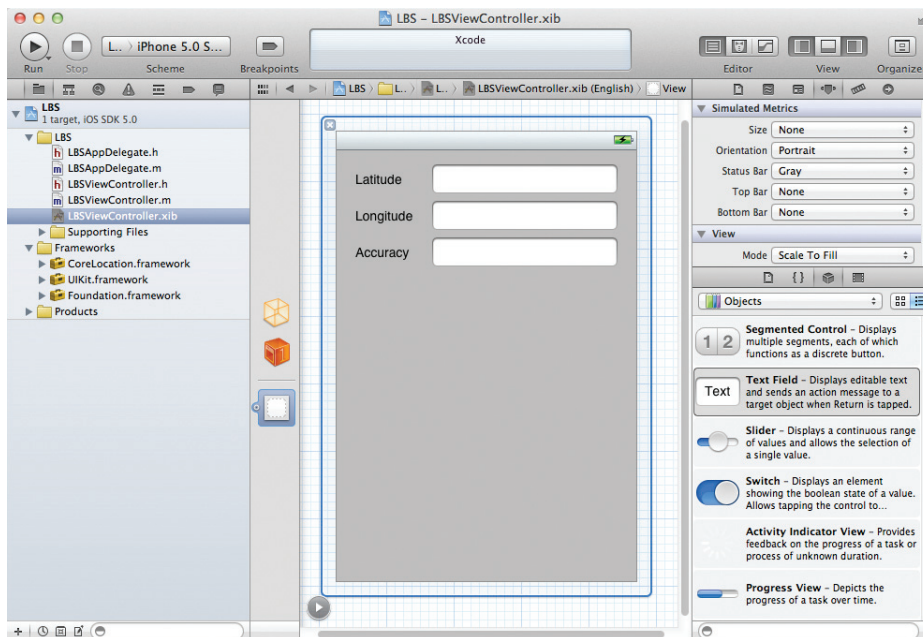 LBS – LBSViewController.xib
L.. iPhone 5.0 S...
Xcode
Run Stop Scheme Breakpoints Editor View Organize
LBS L.. L.. LBSViewController.xib (English) View
LBS
1 target, iOS SDK 5.0
LBS
LBSAppDelegate.h
LBSAppDelegate.m
LBSViewController.h
LBSViewController.m
LBSViewController.xib
Supporting Files
Frameworks
CoreLocation.framework
UIKit.framework
Foundation.framework
Products
Latitude
Longitude
Accuracy
Simulated Metrics
Size None
Orientation Portrait
Status Bar Gray
Top Bar None
Bottom Bar None
View
Mode Scale To Fill
Objects
1 2
Segmented Control – Displays
multiple segments, each of which
functions as a discrete button.
Text
Text Field – Displays editable text
and sends an action message to a
target object when Return is tapped.
Slider – Displays a continuous range
of values and allows the selection of
a single value.
Switch – Displays an element
showing the boolean state of a value.
Allows tapping the control to...
Activity Indicator View – Provides
feedback on the progress of a task or
process of unknown duration.
Progress View – Depicts the
progress of a task over time.